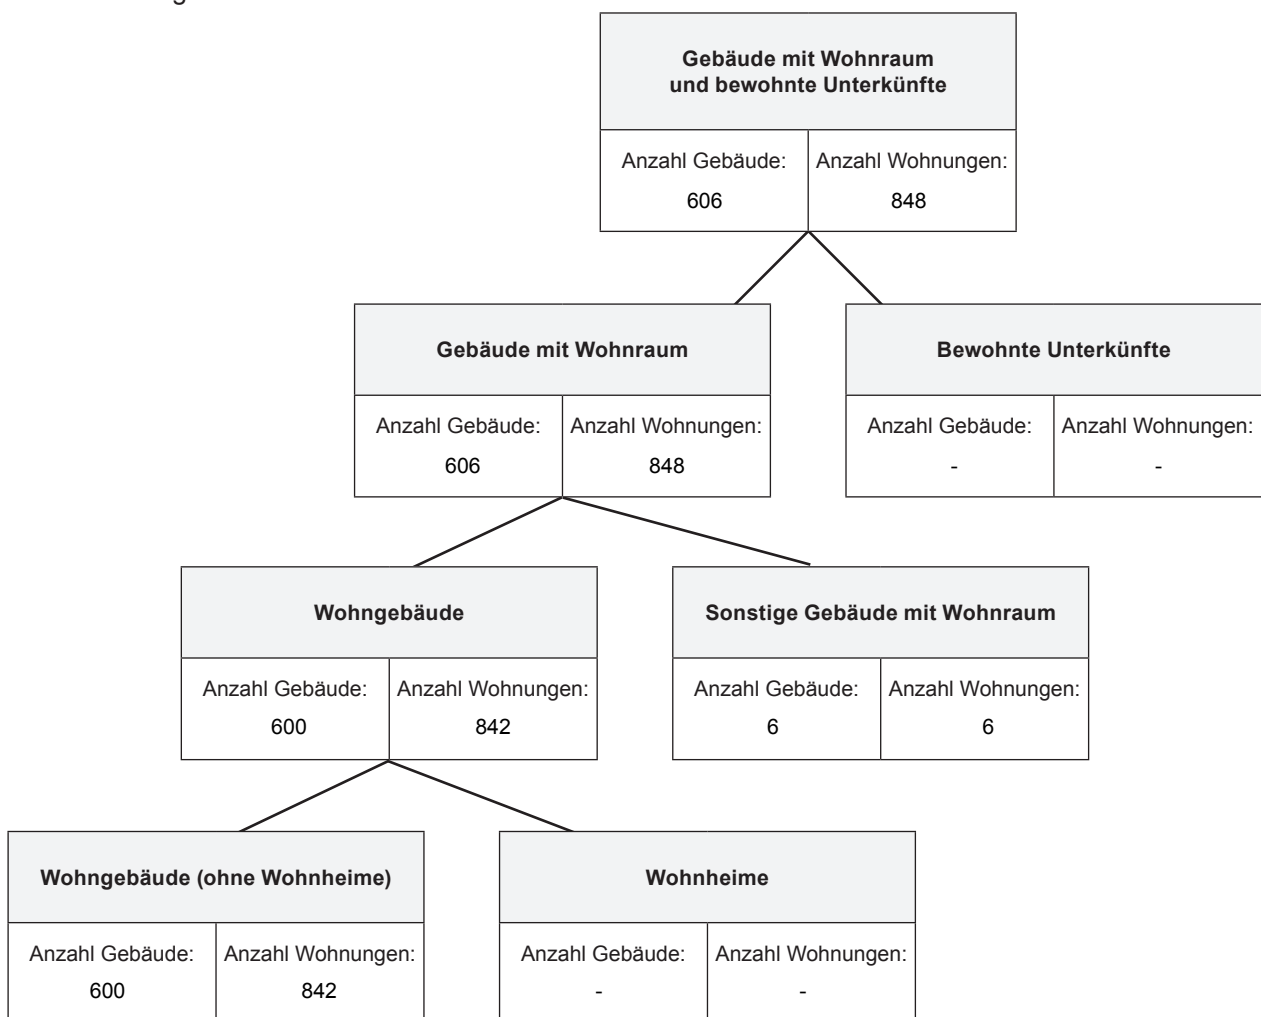 Gebäude mit Wohnraum
und bewohnte Unterkünfte
Anzahl Gebäude: Anzahl Wohnungen:
606 848
Gebäude mit Wohnraum
Bewohnte Unterkünfte
Anzahl Gebäude: Anzahl Wohnungen:
606 848
Anzahl Gebäude: Anzahl Wohnungen:
- -
Wohngebäude
Sonstige Gebäude mit Wohnraum
Anzahl Gebäude: Anzahl Wohnungen:
600 842
Anzahl Gebäude: Anzahl Wohnungen:
6 6
Wohngebäude (ohne Wohnheime)
Wohnheime
Anzahl Gebäude: Anzahl Wohnungen:
600 842
Anzahl Gebäude: Anzahl Wohnungen:
- -